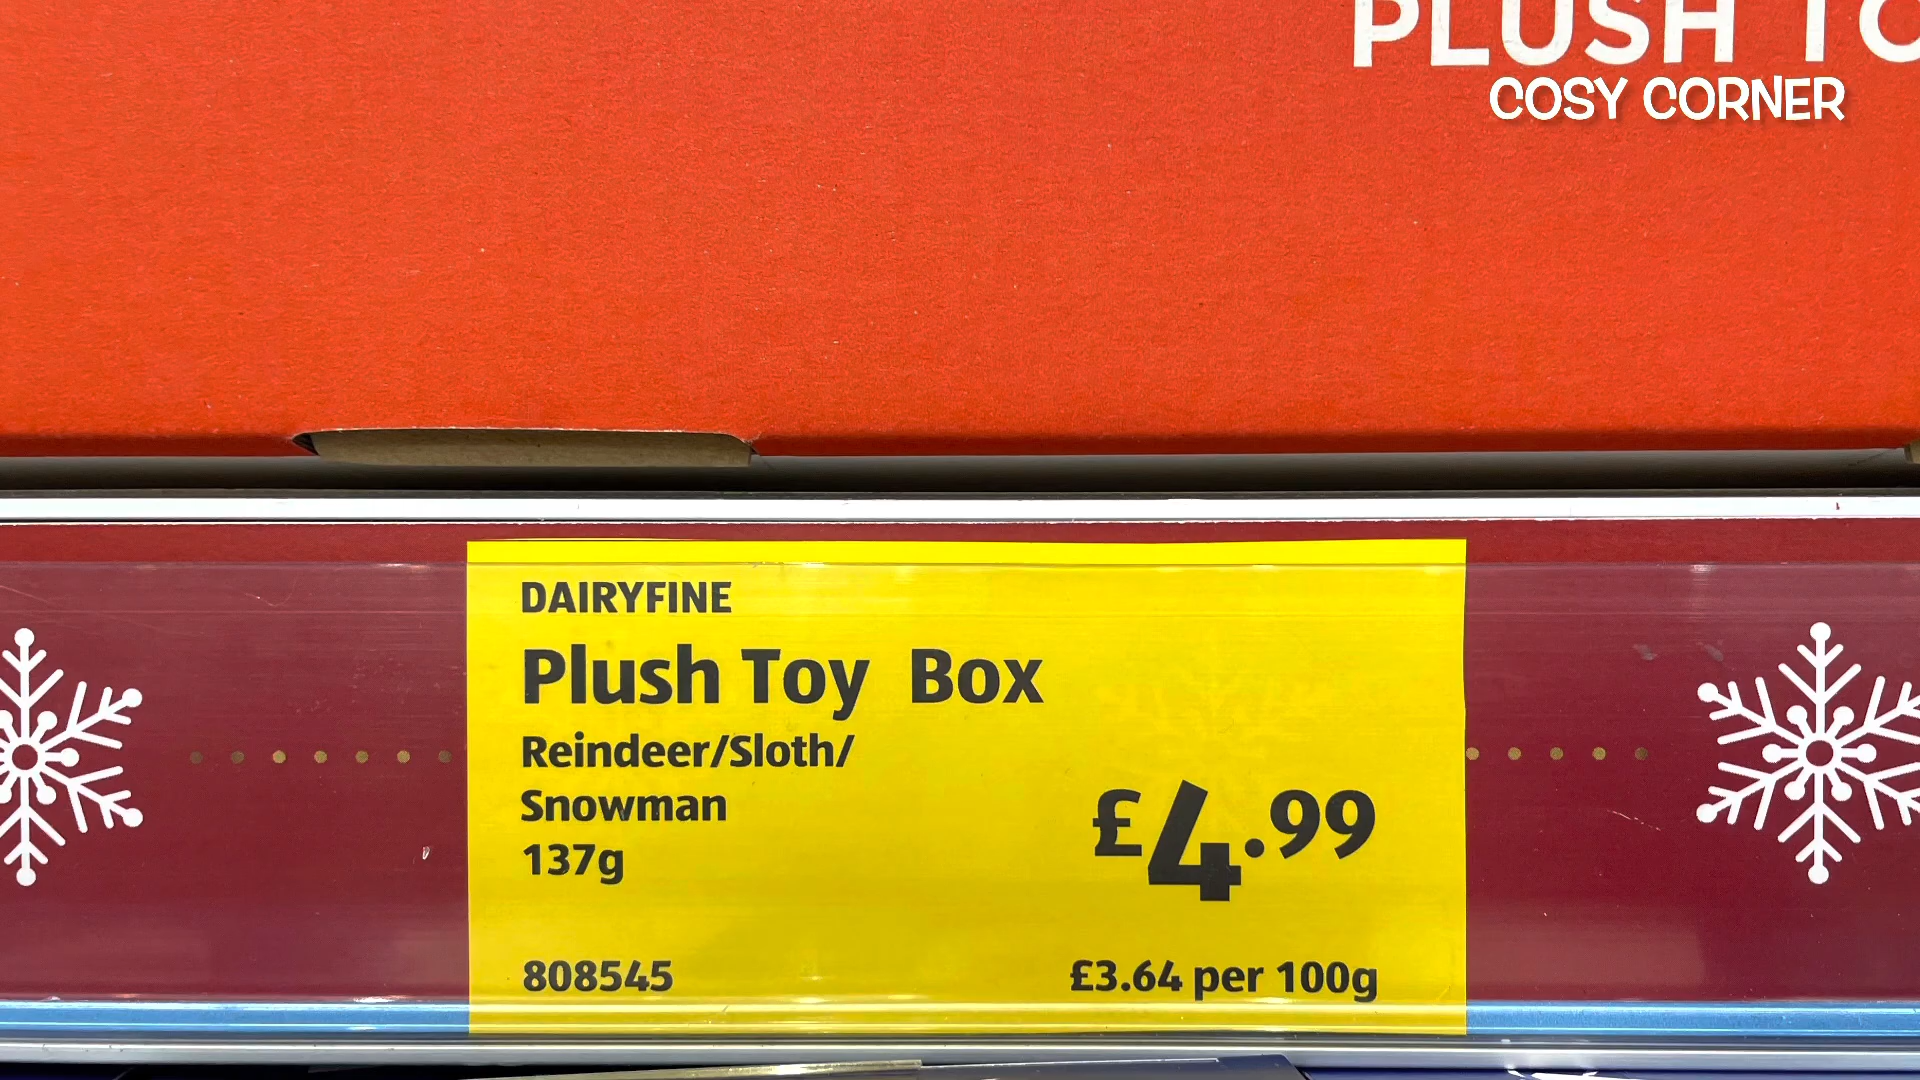 PLUSH TO
COSY CORNER
DAIRYFINE
Plush Toy Box
Reindeer/Sloth/
Snowman
137g
£4.99
808545
£3.64 per 100g